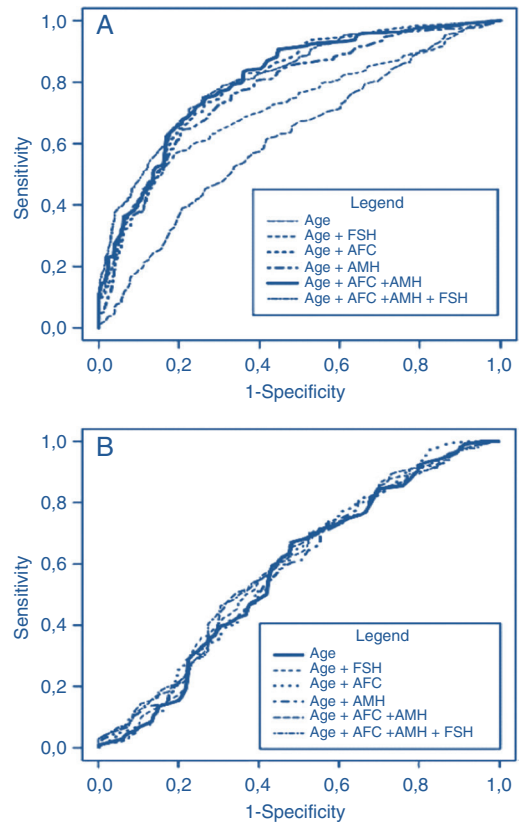 A
1,0
0,8
0,6
0,4
0,2
0,0
Sensitivity
Legend
Age
Age + FSH
Age + AFC
Age + AMH
Age + AFC +AMH
Age + AFC +AMH + FSH
0,0 0,2 0,4 0,6 0,8 1,0
1-Specificity
B
1,0
0,8
0,6
0,4
0,2
0,0
Sensitivity
Legend
Age
Age + FSH
Age + AFC
Age + AMH
Age + AFC +AMH
Age + AFC +AMH + FSH
0,0 0,2 0,4 0,6 0,8 1,0
1-Specificity